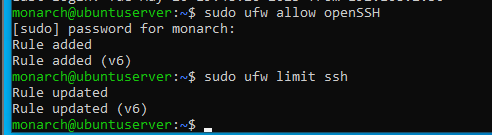 monarch@ubuntuserver:~$ sudo ufw allow openSSH
[sudo] password for monarch:
Rule added
Rule added (v6)
monarch@ubuntuserver:~$ sudo ufw limit ssh
Rule updated
Rule updated (v6)
monarch@ubuntuserver:~$